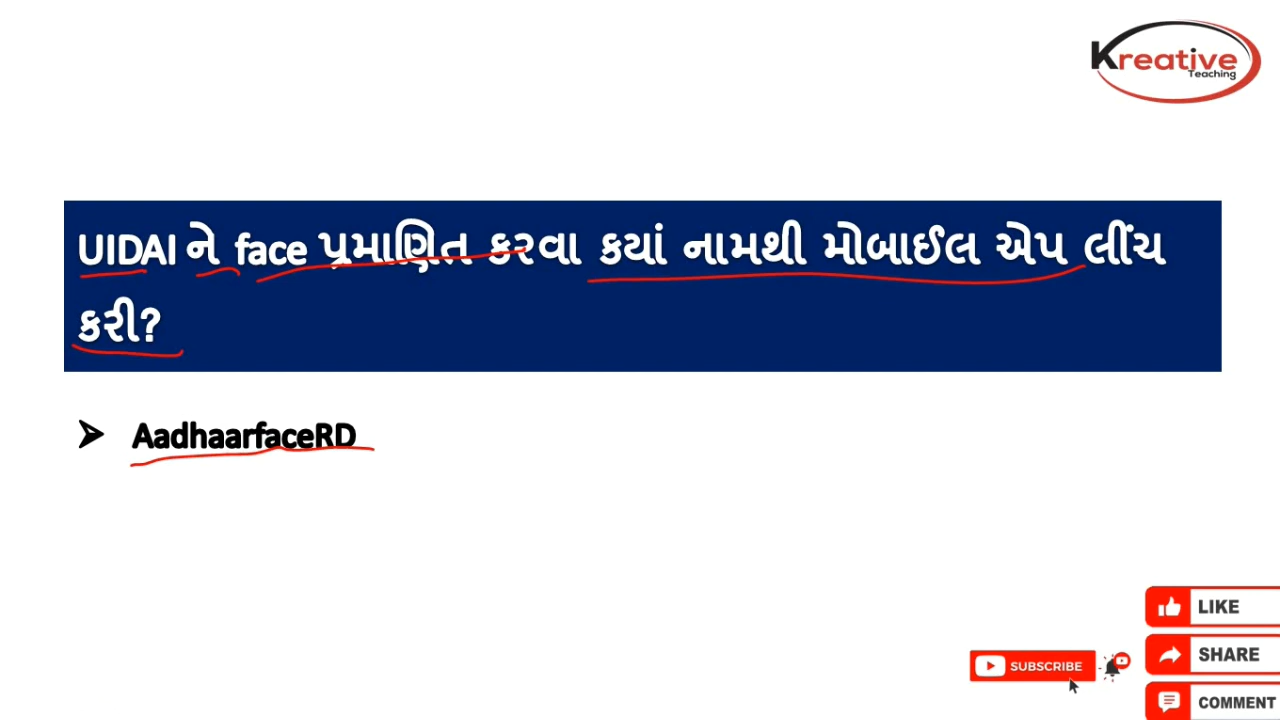 Kreative
Teaching
UIDAI ને face પ્રમાણિત કરવા કયાં નામથી મોબાઈલ એપ લીંચ
કરી?
➢ AadhaarfaceRD
LIKE
SUBSCRIBE
SHARE
COMMENT